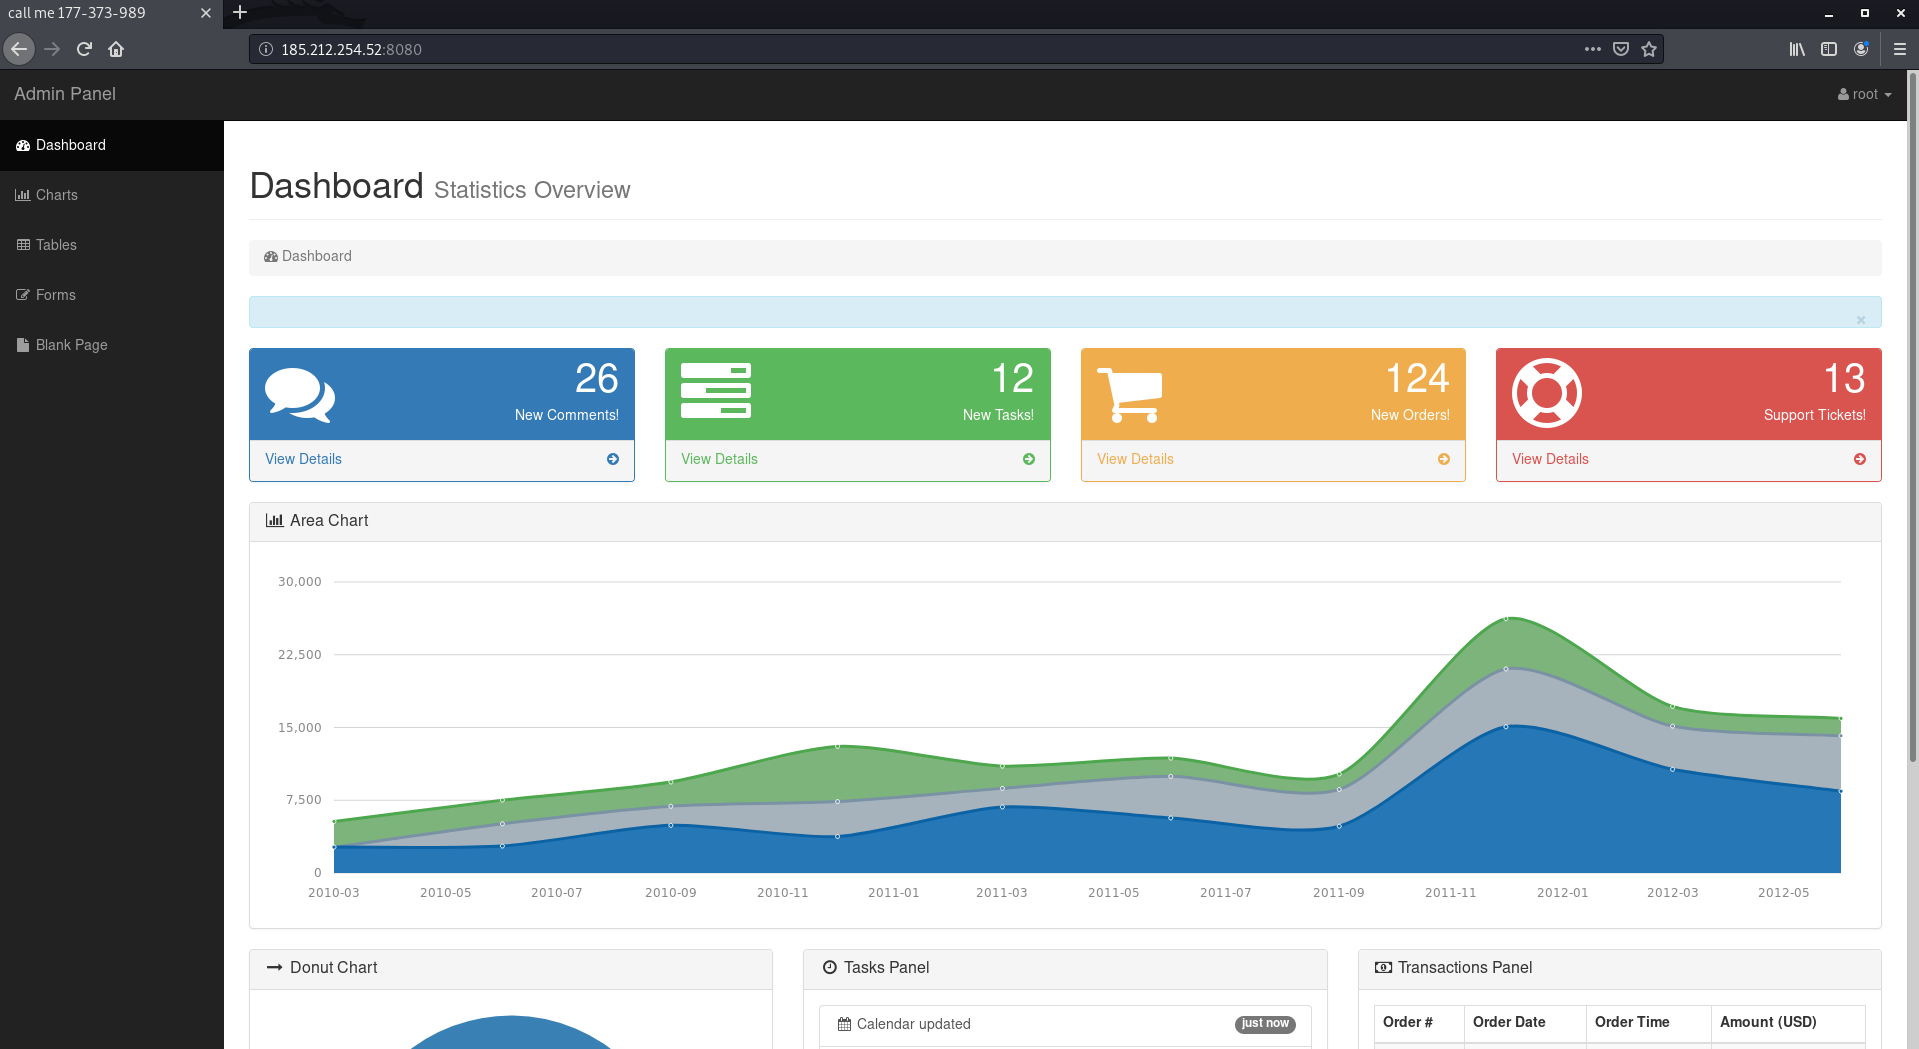 call me 177-373-989
185.212.254.52:8080
Admin Panel
root
Dashboard
Charts
Tables
Forms
Blank Page
Dashboard Statistics Overview
Dashboard
26
New Comments!
View Details
12
New Tasks!
View Details
124
New Orders!
View Details
13
Support Tickets!
View Details
Area Chart
30,000
22,500
15,000
7,500
0
2010-03 2010-05 2010-07 2010-09 2010-11 2011-01 2011-03 2011-05 2011-07 2011-09 2011-11 2012-01 2012-03 2012-05
Donut Chart
Tasks Panel
Calendar updated just now
Transactions Panel
Order # Order Date Order Time Amount (USD)